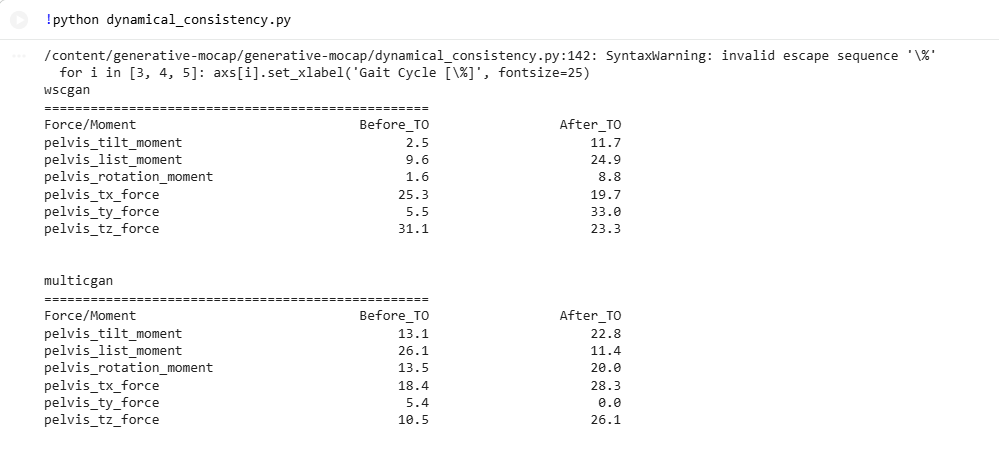 !python dynamical_consistency.py
/content/generative-mocap/generative-mocap/dynamical_consistency.py:142: SyntaxWarning: invalid escape sequence '\%'
  for i in [3, 4, 5]: axs[i].set_xlabel('Gait Cycle [\%]', fontsize=25)
wscgan
================================================
Force/Moment                            Before_TO                After_TO
pelvis_tilt_moment                            2.5                    11.7
pelvis_list_moment                            9.6                    24.9
pelvis_rotation_moment                        1.6                     8.8
pelvis_tx_force                              25.3                    19.7
pelvis_ty_force                               5.5                    33.0
pelvis_tz_force                              31.1                    23.3
multicgan
================================================
Force/Moment                            Before_TO                After_TO
pelvis_tilt_moment                           13.1                    22.8
pelvis_list_moment                           26.1                    11.4
pelvis_rotation_moment                       13.5                    20.0
pelvis_tx_force                              18.4                    28.3
pelvis_ty_force                               5.4                     0.0
pelvis_tz_force                              10.5                    26.1